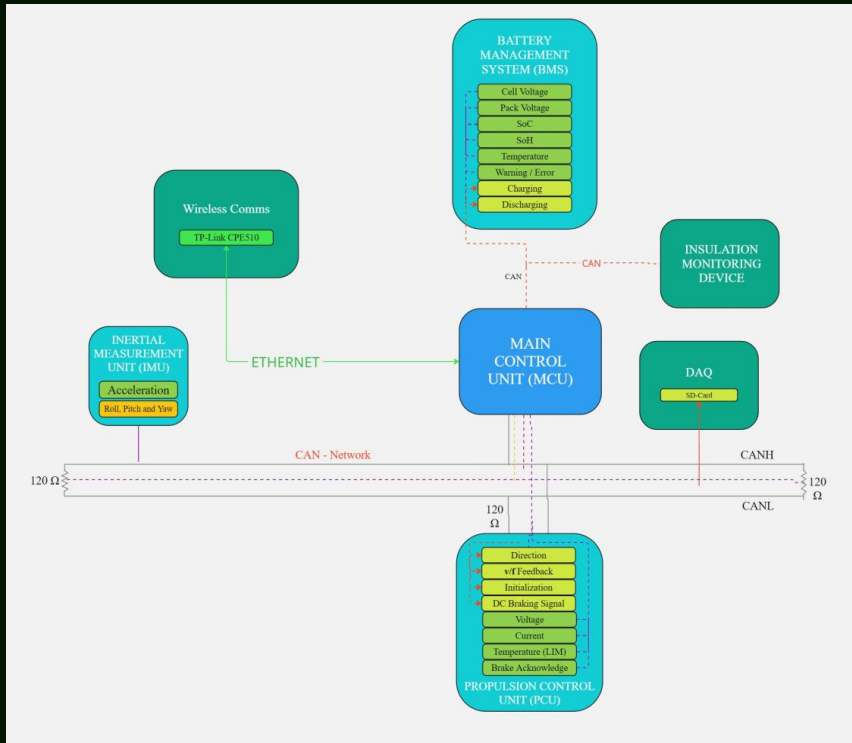 BATTERY
MANAGEMENT
SYSTEM (BMS)
Cell Voltage
Pack Voltage
SoC
SoH
Temperature
Warning / Error
Charging
Discharging
Wireless Comms
TP-Link CPE510
CAN
CAN
INSULATION
MONITORING
DEVICE
INERTIAL
MEASUREMENT
UNIT (IMU)
Acceleration
Roll, Pitch and Yaw
ETHERNET
MAIN
CONTROL
UNIT (MCU)
DAQ
SD-Card
CAN - Network
CANH
120 Ω
120
Ω
CANL
120
Ω
Direction
v/f Feedback
Initialization
DC Braking Signal
Voltage
Current
Temperature (LIM)
Brake Acknowledge
PROPULSION CONTROL
UNIT (PCU)